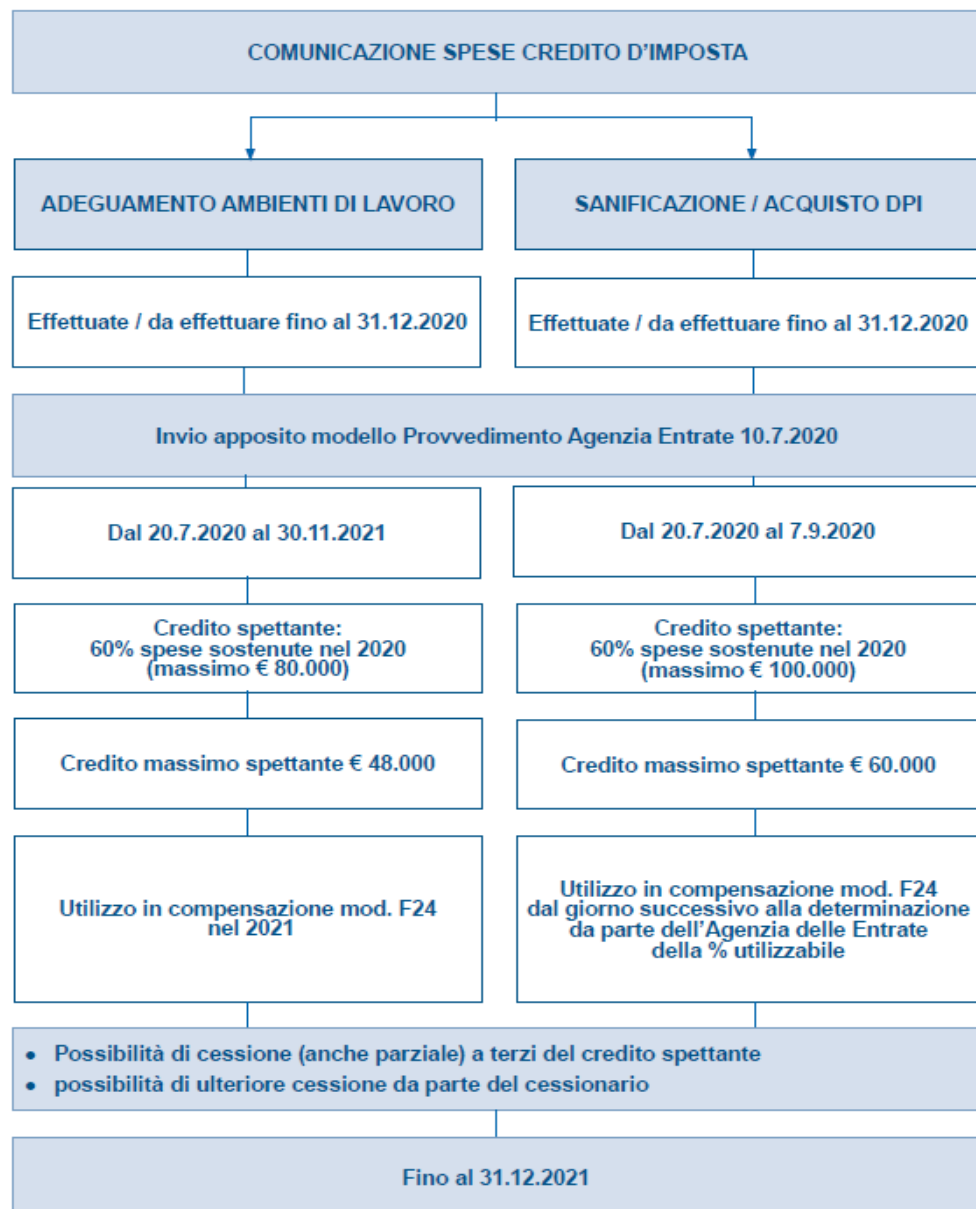 COMUNICAZIONE SPESE CREDITO D'IMPOSTA
ADEGUAMENTO AMBIENTI DI LAVORO
SANIFICAZIONE / ACQUISTO DPI
Effettuate / da effettuare fino al 31.12.2020
Effettuate / da effettuare fino al 31.12.2020
Invio apposito modello Provvedimento Agenzia Entrate 10.7.2020
Dal 20.7.2020 al 30.11.2021
Dal 20.7.2020 al 7.9.2020
Credito spettante:
60% spese sostenute nel 2020
(massimo € 80.000)
Credito spettante:
60% spese sostenute nel 2020
(massimo € 100.000)
Credito massimo spettante € 48.000
Credito massimo spettante € 60.000
Utilizzo in compensazione mod. F24
nel 2021
Utilizzo in compensazione mod. F24
dal giorno successivo alla determinazione
da parte dell'Agenzia delle Entrate
della % utilizzabile
• Possibilità di cessione (anche parziale) a terzi del credito spettante
• possibilità di ulteriore cessione da parte del cessionario
Fino al 31.12.2021